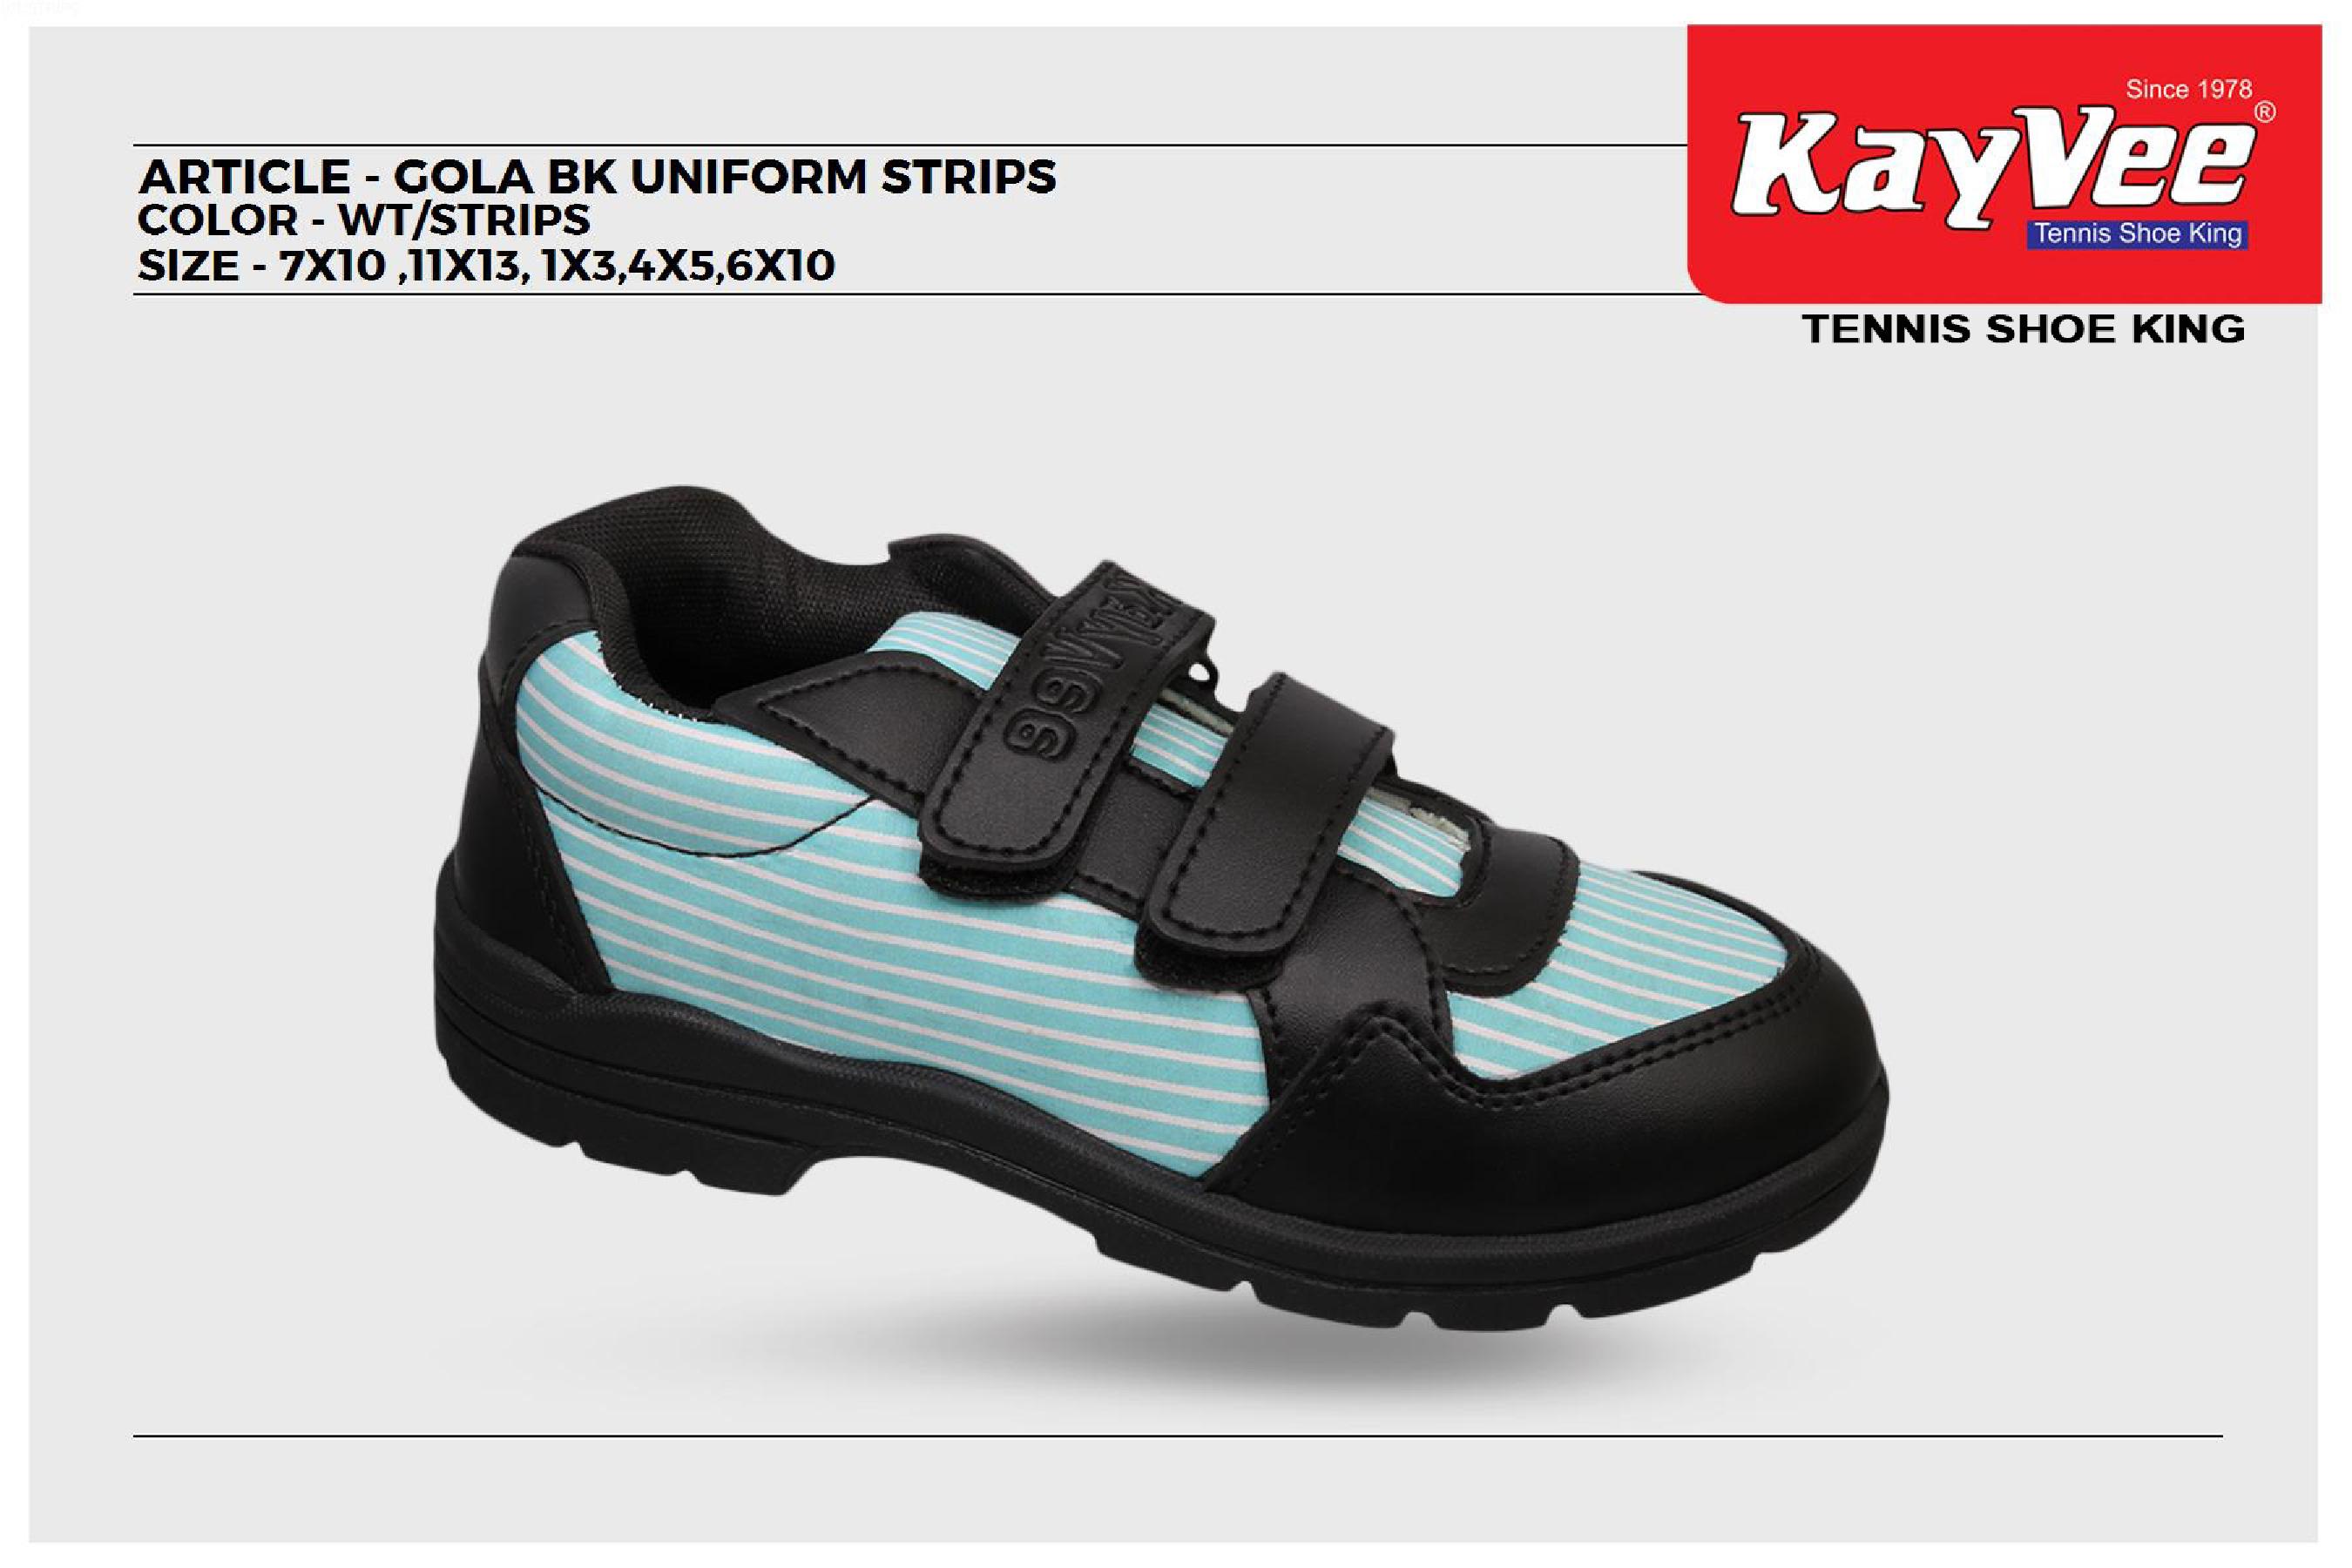 Since 1978
KayVee®
Tennis Shoe King
TENNIS SHOE KING
ARTICLE - GOLA BK UNIFORM STRIPS
COLOR - WT/STRIPS
SIZE - 7X10 ,11X13, 1X3,4X5,6X10